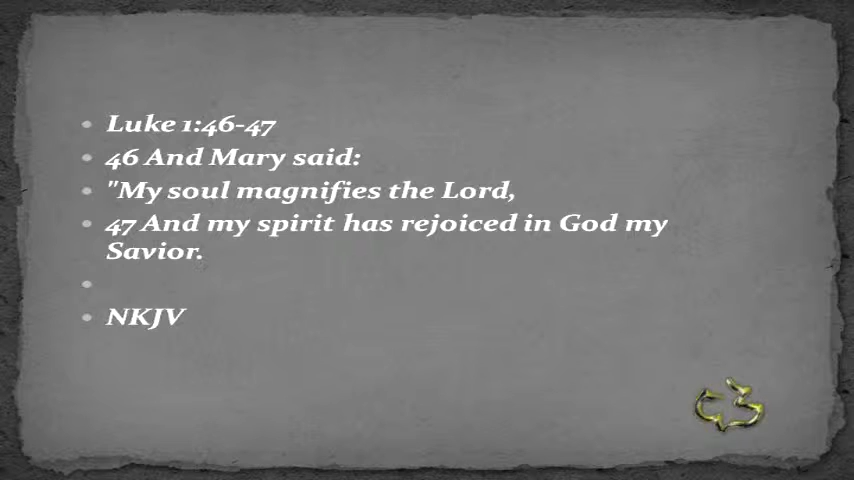 Luke 1:46-47
46 And Mary said:
"My soul magnifies the Lord,
47 And my spirit has rejoiced in God my
Savior.
NKJV